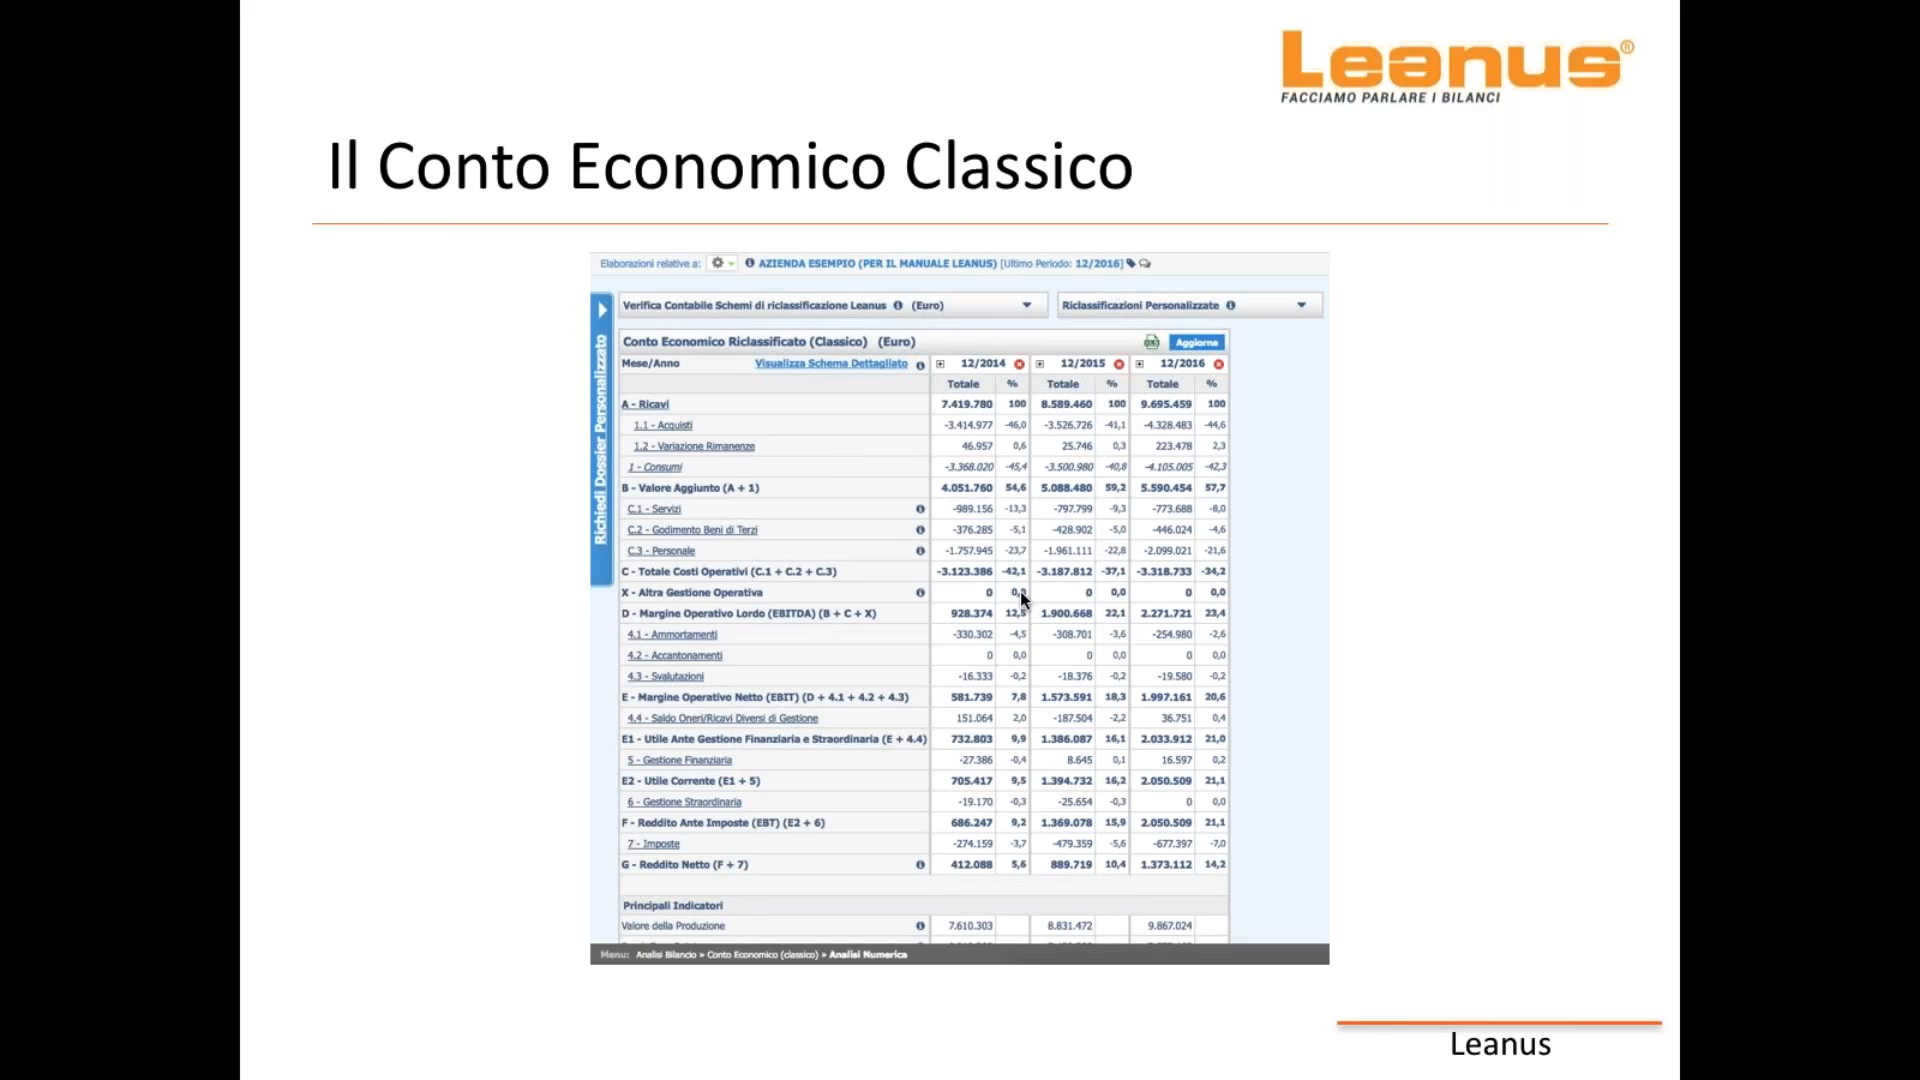 Leanus®
FACCIAMO PARLARE I BILANCI
Il Conto Economico Classico
Elaborazioni relative a: AZIENDA ESEMPIO (PER IL MANUALE LEANUS) [Ultimo Periodo: 12/2016]
Richiedi Dossier Personalizzato
Verifica Contabile Schemi di riclassificazione Leanus (Euro) Riclassificazioni Personalizzate
Conto Economico Riclassificato (Classico) (Euro) Aggiorna
Mese/Anno Visualizza Schema Dettagliato 12/2014 12/2015 12/2016
Totale % Totale % Totale %
A - Ricavi 7.419.780 100 8.589.460 100 9.695.459 100
1.1 - Acquisti -3.414.977 -46,0 -3.526.726 -41,1 -4.328.483 -44,6
1.2 - Variazione Rimanenze 46.957 0,6 25.746 0,3 223.478 2,3
1 - Consumi -3.368.020 -45,4 -3.500.980 -40,8 -4.105.005 -42,3
B - Valore Aggiunto (A + 1) 4.051.760 54,6 5.088.480 59,2 5.590.454 57,7
C.1 - Servizi -989.156 -13,3 -797.799 -9,3 -773.688 -8,0
C.2 - Godimento Beni di Terzi -376.285 -5,1 -428.902 -5,0 -446.024 -4,6
C.3 - Personale -1.757.945 -23,7 -1.961.111 -22,8 -2.099.021 -21,6
C - Totale Costi Operativi (C.1 + C.2 + C.3) -3.123.386 -42,1 -3.187.812 -37,1 -3.318.733 -34,2
X - Altra Gestione Operativa 0 0 0,0 0 0,0
D - Margine Operativo Lordo (EBITDA) (B + C + X) 928.374 12,5 1.900.668 22,1 2.271.721 23,4
4.1 - Ammortamenti -330.302 -4,5 -308.701 -3,6 -254.980 -2,6
4.2 - Accantonamenti 0 0,0 0 0,0 0 0,0
4.3 - Svalutazioni -16.333 -0,2 -18.376 -0,2 -19.580 -0,2
E - Margine Operativo Netto (EBIT) (D + 4.1 + 4.2 + 4.3) 581.739 7,8 1.573.591 18,3 1.997.161 20,6
4.4 - Saldo Oneri/Ricavi Diversi di Gestione 151.064 2,0 -187.504 -2,2 36.751 0,4
E1 - Utile Ante Gestione Finanziaria e Straordinaria (E + 4.4) 732.803 9,9 1.386.087 16,1 2.033.912 21,0
5 - Gestione Finanziaria -27.386 -0,4 8.645 0,1 16.597 0,2
E2 - Utile Corrente (E1 + 5) 705.417 9,5 1.394.732 16,2 2.050.509 21,1
6 - Gestione Straordinaria -19.170 -0,3 -25.654 -0,3 0 0,0
F - Reddito Ante Imposte (EBT) (E2 + 6) 686.247 9,2 1.369.078 15,9 2.050.509 21,1
7 - Imposte -274.159 -3,7 -479.359 -5,6 -677.397 -7,0
G - Reddito Netto (F + 7) 412.088 5,6 889.719 10,4 1.373.112 14,2
Principali Indicatori
Valore della Produzione 7.610.303 8.831.472 9.867.024
Menu: Analisi Bilancio » Conto Economico (classico) » Analisi Numerica
Leanus